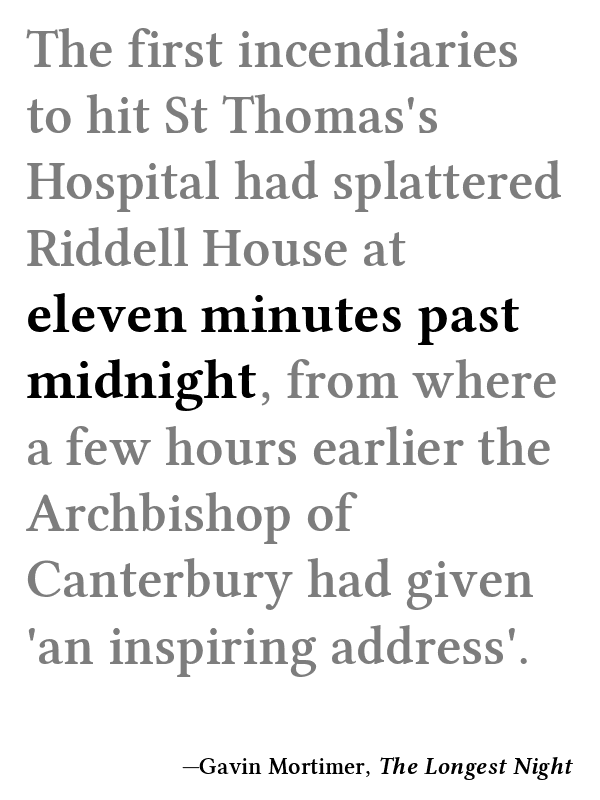 The first incendiaries
to hit St Thomas's
Hospital had splattered
Riddell House at
eleven minutes past
midnight, from where
a few hours earlier the
Archbishop of
Canterbury had given
'an inspiring address'.
—Gavin Mortimer, The Longest Night